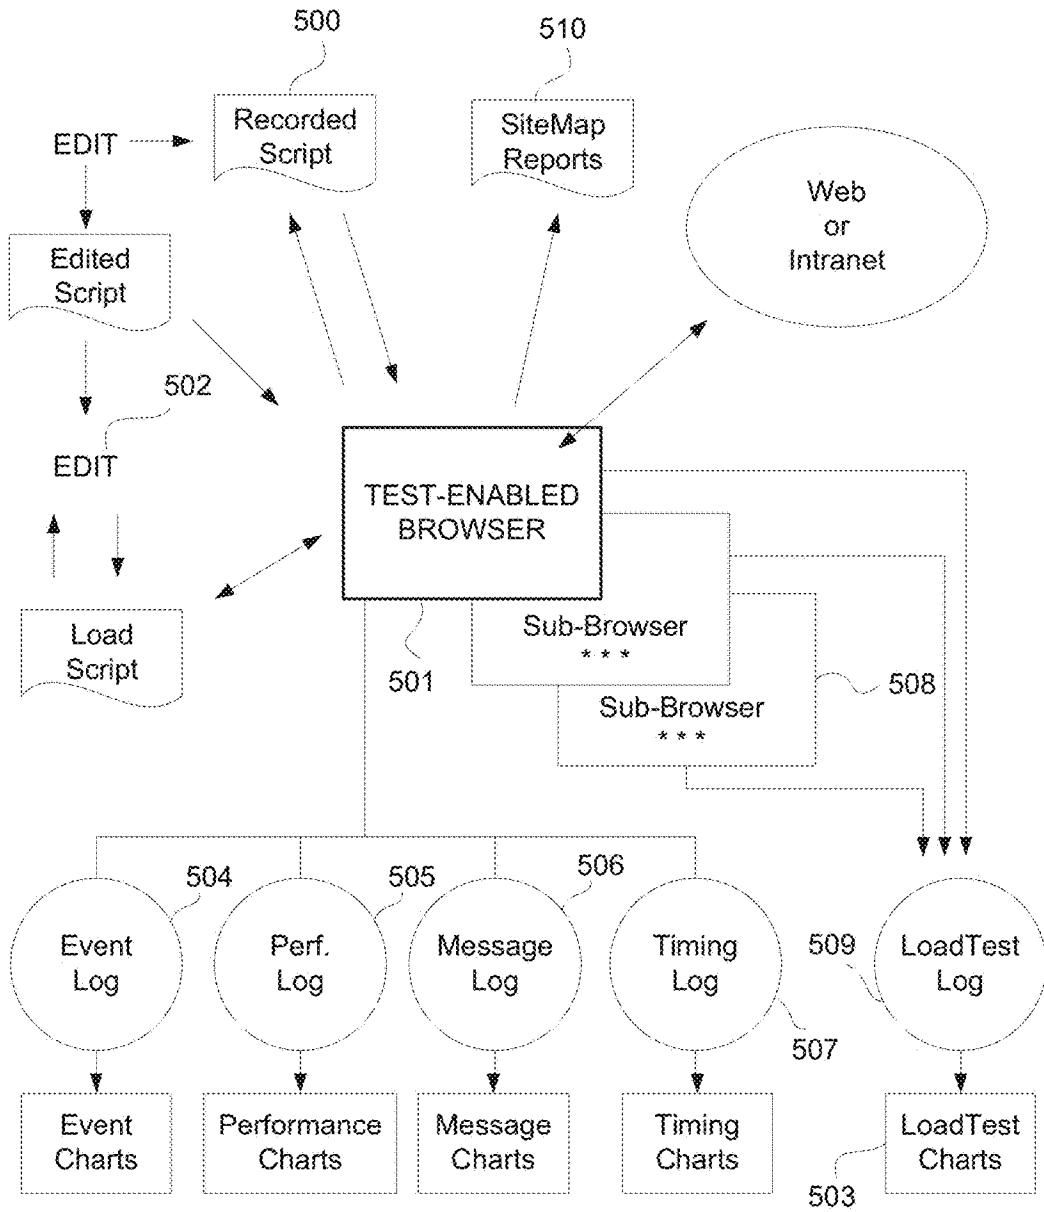 500
510
Recorded
Script
SiteMap
Reports
EDIT
Web
or
Intranet
Edited
Script
502
EDIT
TEST-ENABLED
BROWSER
Load
Script
501
Sub-Browser
* * *
508
Sub-Browser
* * *
504
505
506
Event
Log
Perf.
Log
Message
Log
Timing
Log
507
509
LoadTest
Log
Event
Charts
Performance
Charts
Message
Charts
Timing
Charts
LoadTest
Charts
503